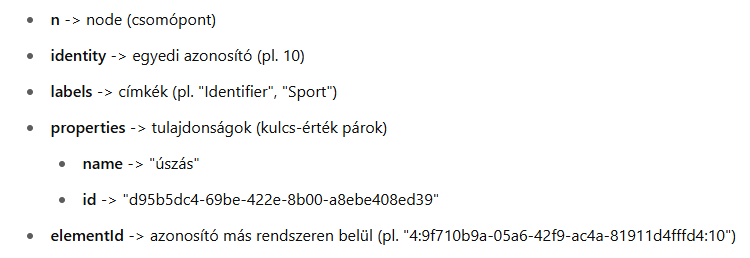 • n -> node (csomópont)
• identity -> egyedi azonosító (pl. 10)
• labels -> címkék (pl. "Identifier", "Sport")
• properties -> tulajdonságok (kulcs-érték párok)
• name -> "úszás"
• id -> "d95b5dc4-69be-422e-8b00-a8ebe408ed39"
• elementId -> azonosító más rendszeren belül (pl. "4:9f710b9a-05a6-42f9-ac4a-81911d4fffd4:10")